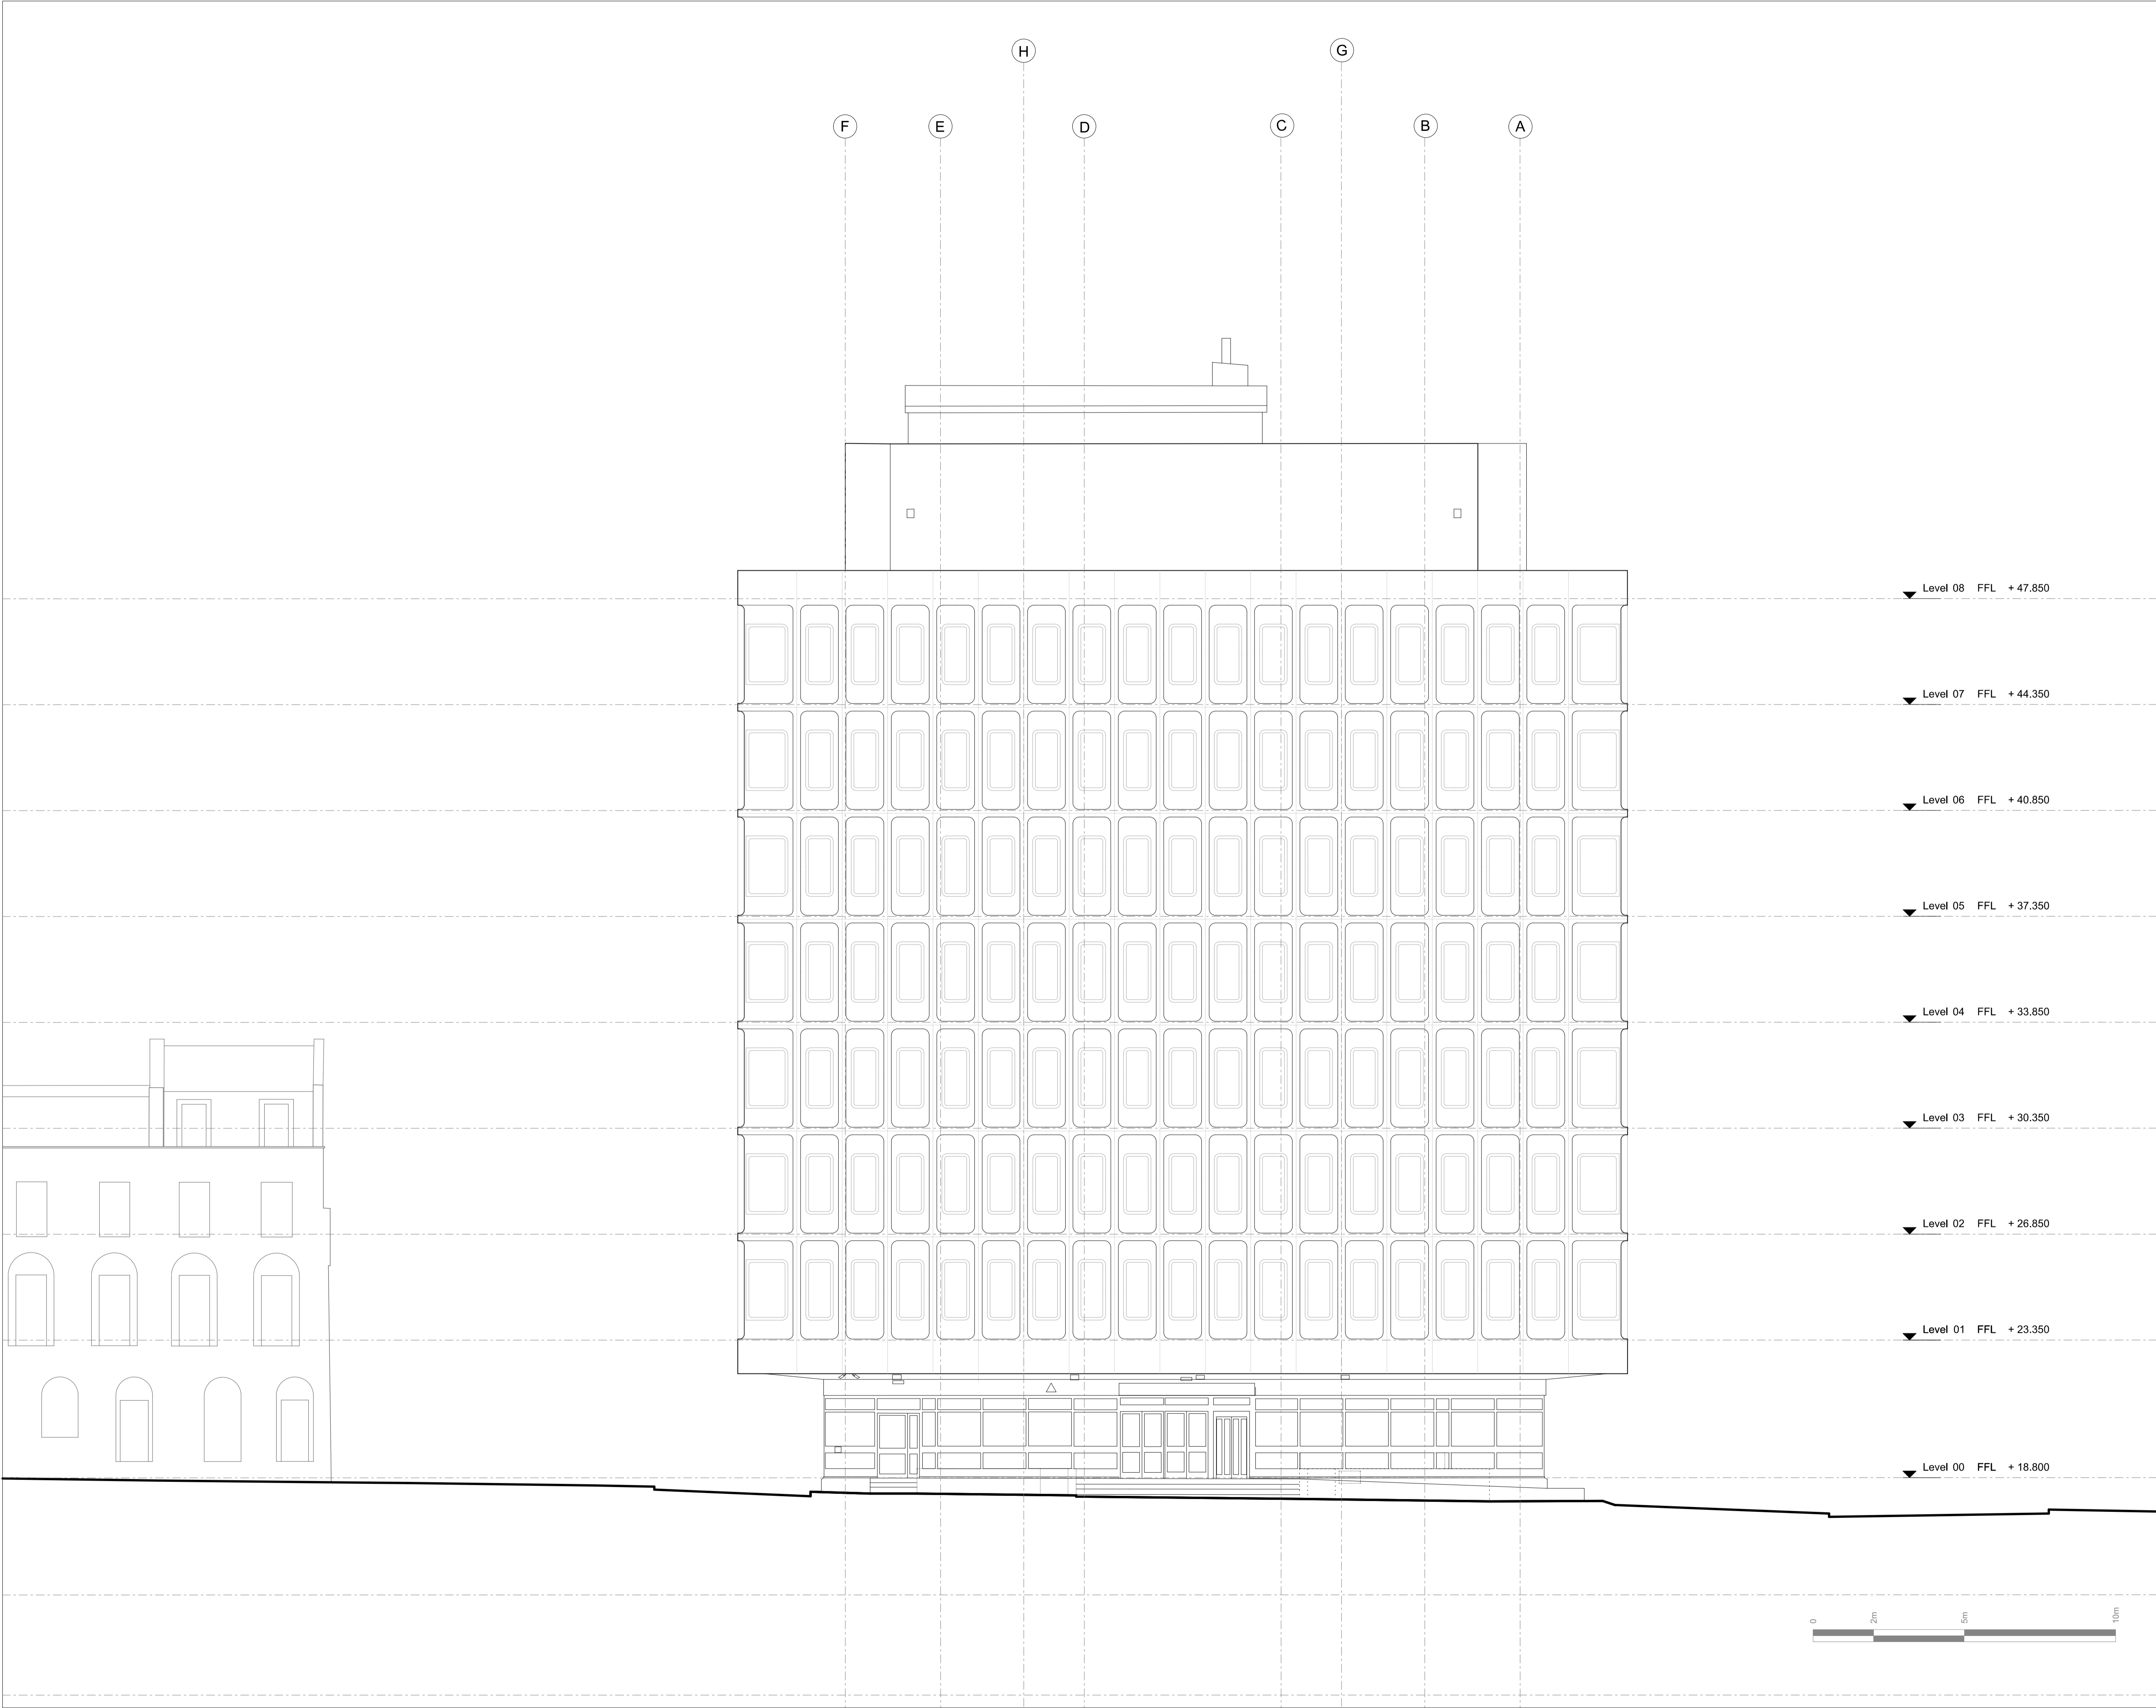 H G
F E D C B A
Level 08 FFL + 47.850
Level 07 FFL + 44.350
Level 06 FFL + 40.850
Level 05 FFL + 37.350
Level 04 FFL + 33.850
Level 03 FFL + 30.350
Level 02 FFL + 26.850
Level 01 FFL + 23.350
Level 00 FFL + 18.800
0 2m 5m 10m